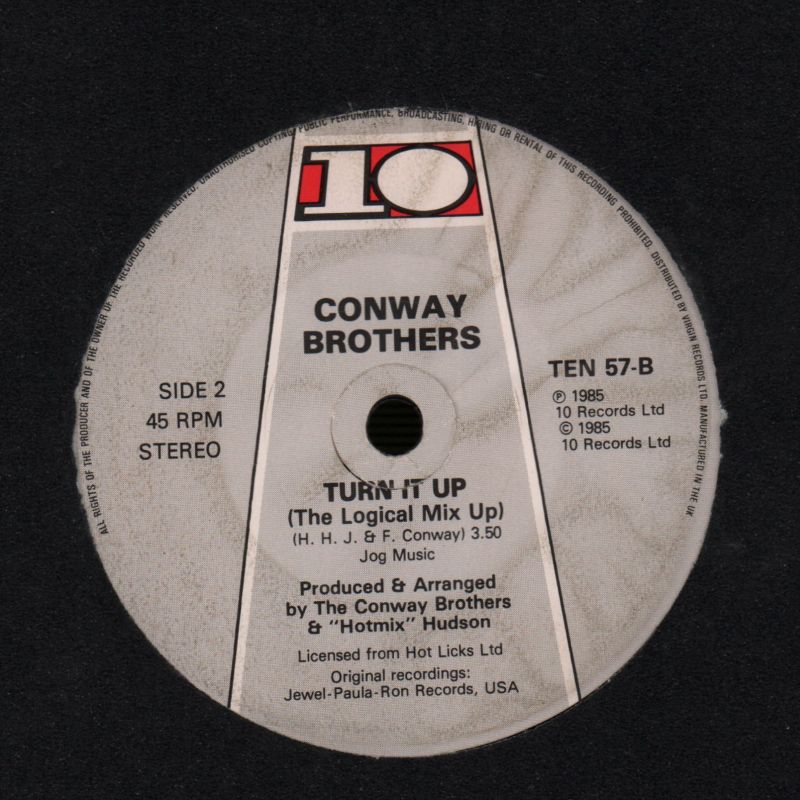 ALL RIGHTS OF THE PRODUCER AND OF THE OWNER OF THE RECORDED WORK RESERVED. UNAUTHORISED COPYING, PUBLIC PERFORMANCE, BROADCASTING, HIRING OR RENTAL OF THIS RECORDING PROHIBITED. DISTRIBUTED BY VIRGIN RECORDS LTD. MANUFACTURED IN THE UK
10
CONWAY
BROTHERS
SIDE 2
45 RPM
STEREO
TEN 57-B
℗ 1985
10 Records Ltd
© 1985
10 Records Ltd
TURN IT UP
(The Logical Mix Up)
(H. H. J. & F. Conway) 3.50
Jog Music
Produced & Arranged
by The Conway Brothers
& "Hotmix" Hudson
Licensed from Hot Licks Ltd
Original recordings:
Jewel-Paula-Ron Records, USA